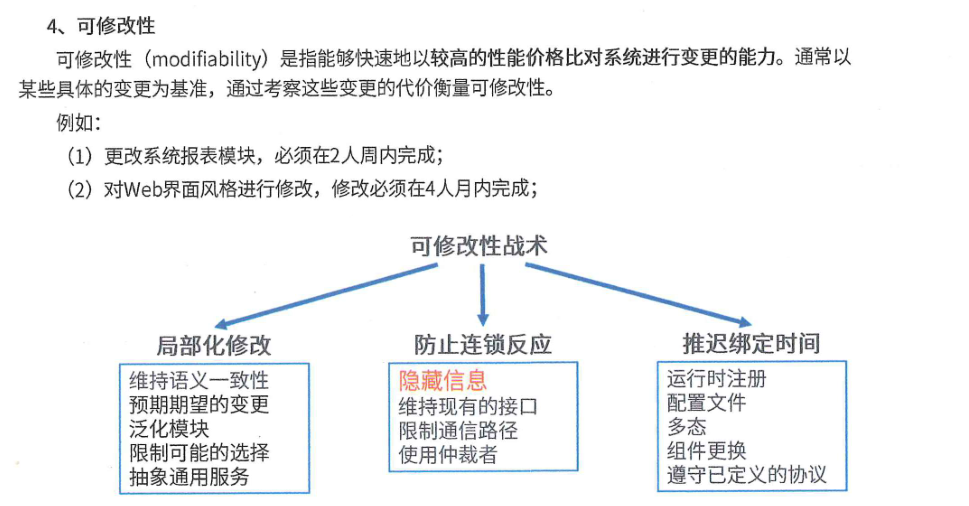 4、可修改性
可修改性（modifiability）是指能够快速地以较高的性能价格比对系统进行变更的能力。通常以
某些具体的变更为基准，通过考察这些变更的代价衡量可修改性。
例如：
（1）更改系统报表模块，必须在2人周内完成；
（2）对Web界面风格进行修改，修改必须在4人月内完成；
可修改性战术
局部化修改
维持语义一致性
预期期望的变更
泛化模块
限制可能的选择
抽象通用服务
防止连锁反应
隐藏信息
维持现有的接口
限制通信路径
使用仲裁者
推迟绑定时间
运行时注册
配置文件
多态
组件更换
遵守已定义的协议